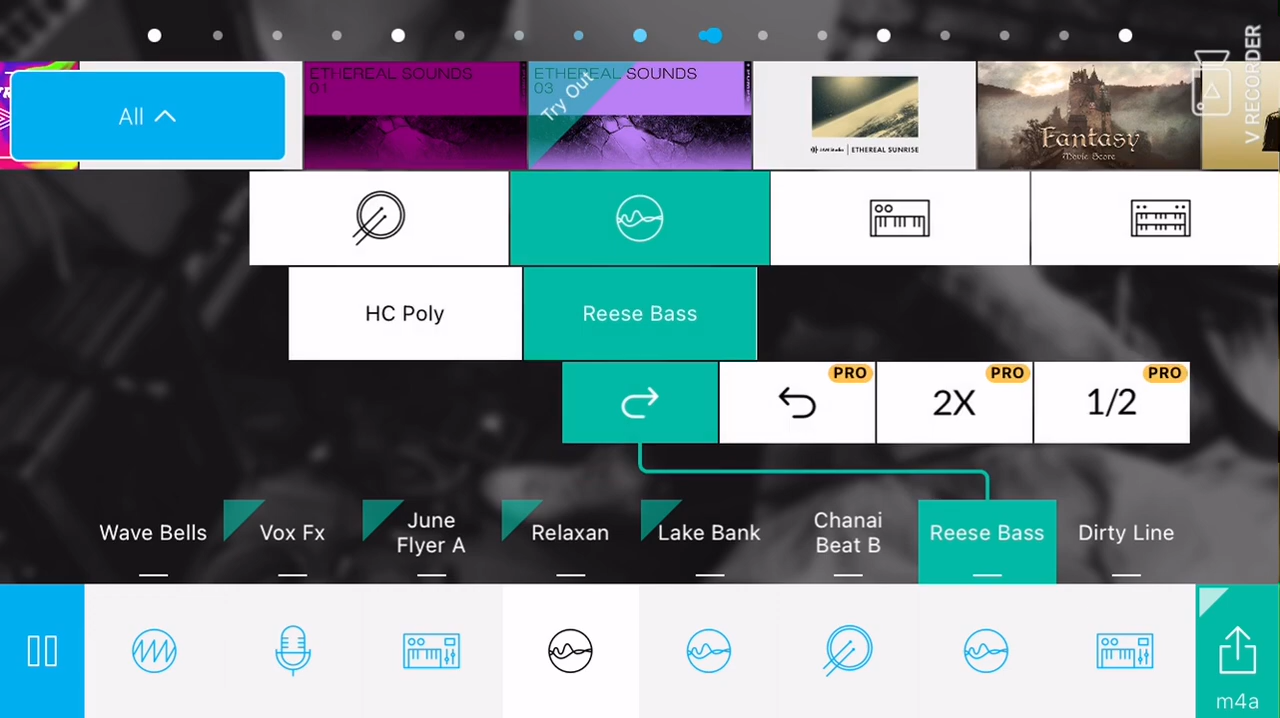 V RECORDER
All
ETHEREAL SOUNDS
01
ETHEREAL SOUNDS
03
Try Out
JAM studio | ETHEREAL SUNRISE
Fantasy
Movie Score
HC Poly
Reese Bass
PRO
PRO
PRO
2X
1/2
Wave Bells
Vox Fx
June
Flyer A
Relaxan
Lake Bank
Chanai
Beat B
Reese Bass
Dirty Line
m4a